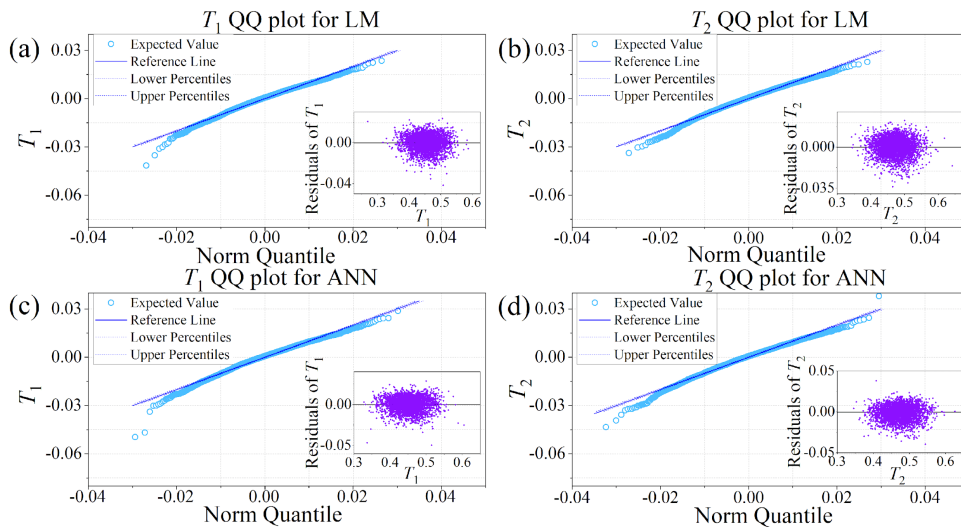 T1 QQ plot for LM
(a)
Expected Value
Reference Line
Lower Percentiles
Upper Percentiles
0.03
0.00
-0.03
-0.06
T1
-0.04
-0.02
0.00
0.02
0.04
Norm Quantile
Residuals of T1
0.00
-0.04
0.3
0.4
0.5
0.6
T1
T2 QQ plot for LM
(b)
Expected Value
Reference Line
Lower Percentiles
Upper Percentiles
0.03
0.00
-0.03
-0.06
T2
-0.04
-0.02
0.00
0.02
0.04
Norm Quantile
Residuals of T2
0.000
-0.035
0.3
0.4
0.5
0.6
T2
T1 QQ plot for ANN
(c)
Expected Value
Reference Line
Lower Percentiles
Upper Percentiles
0.03
0.00
-0.03
-0.06
T1
-0.04
-0.02
0.00
0.02
0.04
Norm Quantile
Residuals of T1
0.00
-0.05
0.3
0.4
0.5
0.6
T1
T2 QQ plot for ANN
(d)
Expected Value
Reference Line
Lower Percentiles
Upper Percentiles
0.03
0.00
-0.03
-0.06
T2
-0.04
-0.02
0.00
0.02
0.04
Norm Quantile
Residuals of T2
0.05
0.00
-0.05
0.3
0.4
0.5
0.6
T2